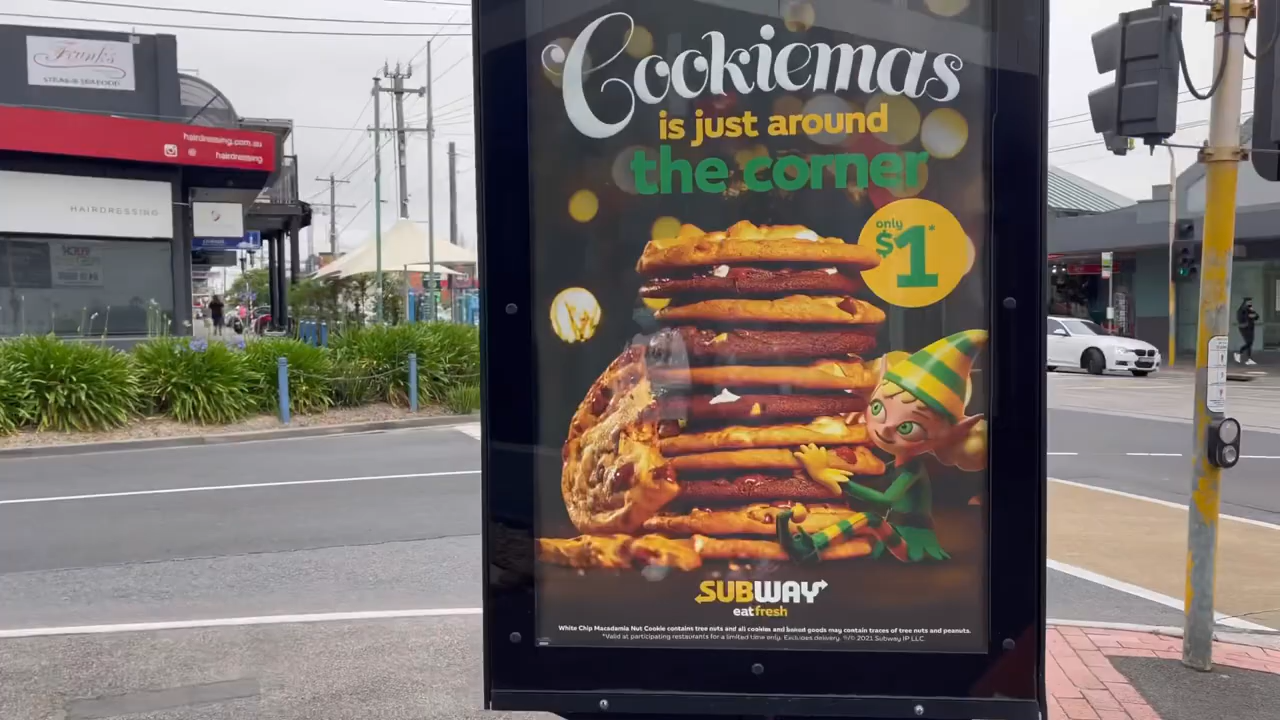 Frank's
STEAK & SEAFOOD
hairdressing.com.au
hairdressing
HAIRDRESSING
Cookiemas
is just around
the corner
only
$1*
SUBWAY
eat fresh
White Chip Macadamia Nut Cookie contains tree nuts and all cookies and baked goods may contain traces of tree nuts and peanuts.
*Valid at participating restaurants for a limited time only. Excludes delivery. ®/© 2021 Subway IP LLC